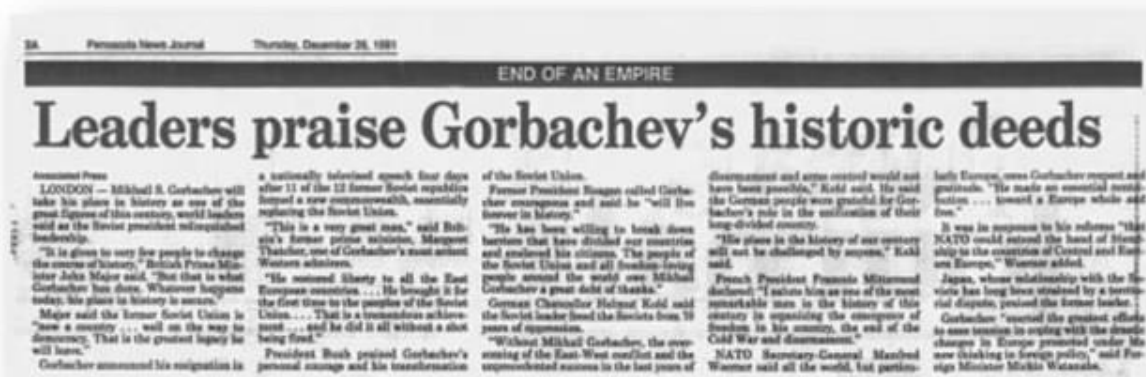 3A Pensacola News Journal Thursday, December 26, 1991
END OF AN EMPIRE
Leaders praise Gorbachev's historic deeds
Associated Press
LONDON — Mikhail S. Gorbachev will
take his place in history as one of the
great figures of this century, world leaders
said as the Soviet president relinquished
leadership.
"It is given to very few people to change
the course of history," British Prime Min-
ister John Major said. "But that is what
Gorbachev has done. Whatever happens
today, his place in history is secure."
Major said the former Soviet Union is
"now a country . . . well on the way to
democracy. That is the greatest legacy he
will leave."
Gorbachev announced his resignation in
a nationally televised speech four days
after 11 of the 12 former Soviet republics
formed a new commonwealth, essentially
replacing the Soviet Union.
"This is a very great man," said Brit-
ain's former prime minister, Margaret
Thatcher, one of Gorbachev's most ardent
Western admirers.
"He restored liberty to all the East
European countries. . . . He brought it for
the first time to the peoples of the Soviet
Union . . . That is a tremendous achieve-
ment . . . and he did it all without a shot
being fired."
President Bush praised Gorbachev's
personal courage and his transformation
of the Soviet Union.
Former President Reagan called Gorba-
chev courageous and said he "will live
forever in history."
"He has been willing to break down
barriers that have divided our countries
and enslaved his citizens. The people of
the Soviet Union and all freedom-loving
people around the world owe Mikhail
Gorbachev a great debt of thanks."
German Chancellor Helmut Kohl said
the Soviet leader freed the Soviets from 70
years of oppression.
"Without Mikhail Gorbachev, the over-
coming of the East-West conflict and the
unprecedented success in the last years of
disarmament and arms control would not
have been possible," Kohl said. He said
the German people were grateful for Gor-
bachev's role in the unification of their
long-divided country.
"His place in the history of our century
will not be challenged by anyone," Kohl
said.
French President Francois Mitterrand
I salute him as one of the most
remarkable men in the history of this
century in organizing the emergence of
freedom in his country, the end of the
Cold War and disarmament."
NATO Secretary-General Manfred
Woerner said all the world, but particu-
larly Europe, owes Gorbachev respect and
gratitude. "He made an essential contri-
bution . . . toward a Europe whole and
free."
It was in response to his reforms "that
NATO could extend the hand of friend-
ship to the countries of Central and East-
ern Europe," Woerner added.
Japan, whose relationship with the So-
viets has long been strained by a territo-
rial dispute, praised the former leader.
Gorbachev "exerted the greatest efforts
to ease tension in coping with the drastic
changes in Europe promoted under his
new thinking in foreign policy," said For-
eign Minister Michio Watanabe.